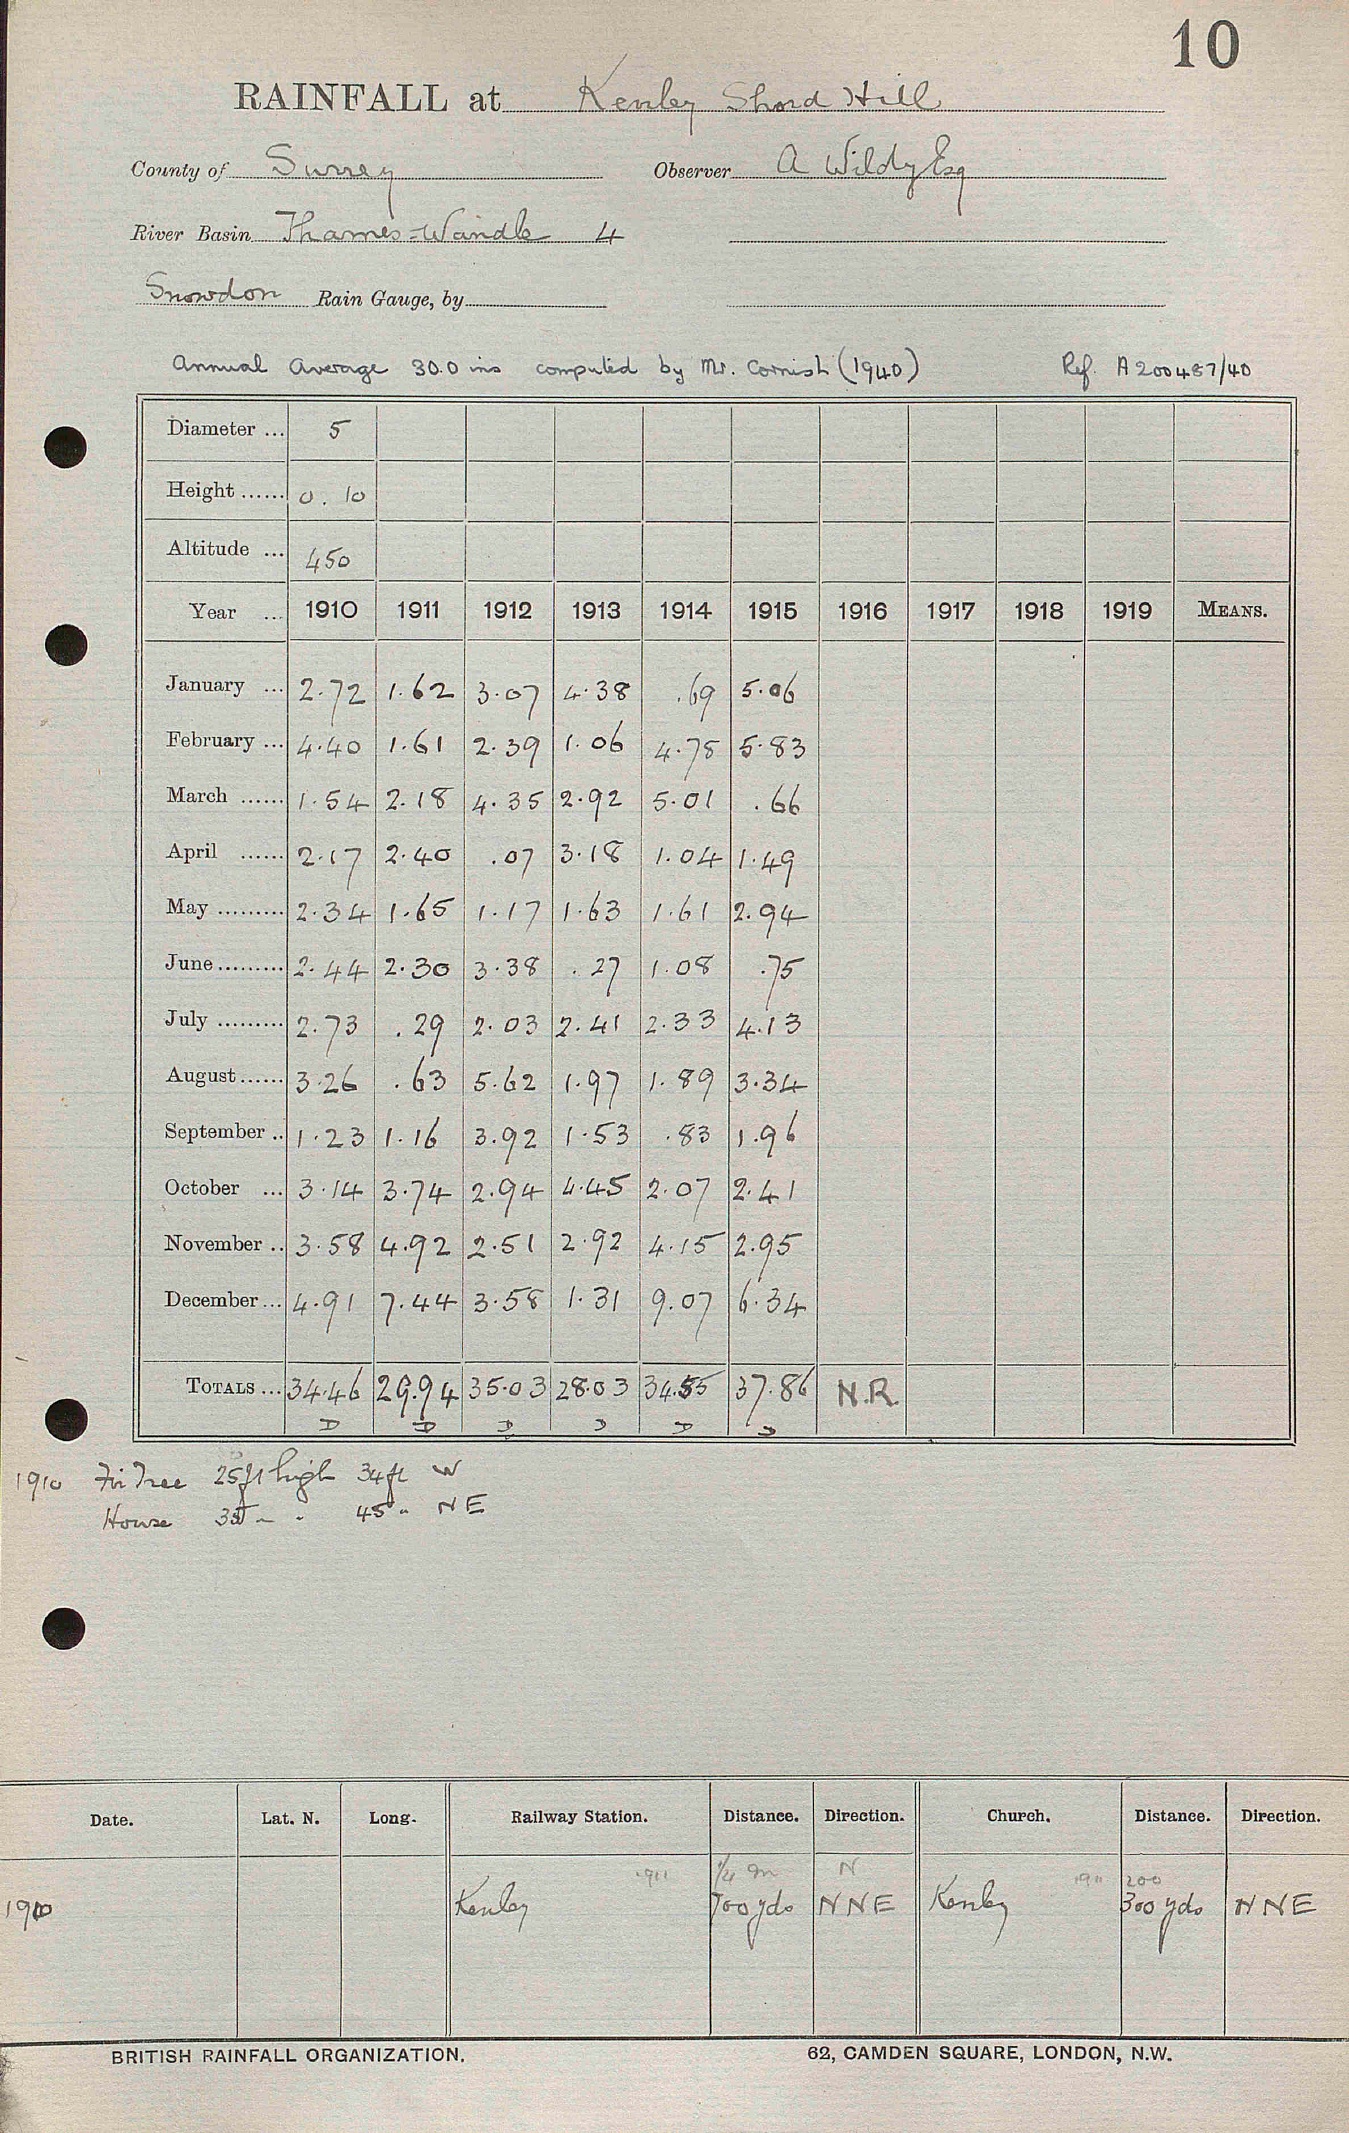 10
RAINFALL at Kenley Shord Hill
County of Surrey Observer A Wildy Esq
River Basin Thames=Wandle 4
Snowdon Rain Gauge, by
Annual Average 30.0 ins computed by Mr. Cornish (1940) Ref. A200487/40
Diameter ... 5
Height ...... 0.10
Altitude ... 450
Year ... 1910 1911 1912 1913 1914 1915 1916 1917 1918 1919 MEANS.
January ... 2.72 1.62 3.07 4.38 .69 5.06
February ... 4.40 1.61 2.39 1.06 4.78 5.83
March ...... 1.54 2.18 4.35 2.92 5.01 .66
April ...... 2.17 2.40 .07 3.18 1.04 1.49
May ......... 2.34 1.65 1.17 1.63 1.61 2.94
June ......... 2.44 2.30 3.38 .27 1.08 .75
July ......... 2.73 .29 2.03 2.41 2.33 4.13
August ...... 3.26 .63 5.62 1.97 1.89 3.34
September .. 1.23 1.16 3.92 1.53 .83 1.96
October ... 3.14 3.74 2.94 4.45 2.07 2.41
November .. 3.58 4.92 2.51 2.92 4.15 2.95
December ... 4.91 7.44 3.58 1.31 9.07 6.34
TOTALS ... 34.46 29.94 35.03 28.03 34.55 37.86 N.R.
D D D D D D
1910 Fir Tree 25ft high 34ft W
House 35 " " 45 " NE
Date. Lat. N. Long. Railway Station. Distance. Direction. Church. Distance. Direction.
1911 1/4 m N 1911 200
1910 Kenley 700 yds NNE Kenley 300 yds NNE
BRITISH RAINFALL ORGANIZATION. 62, CAMDEN SQUARE, LONDON, N.W.